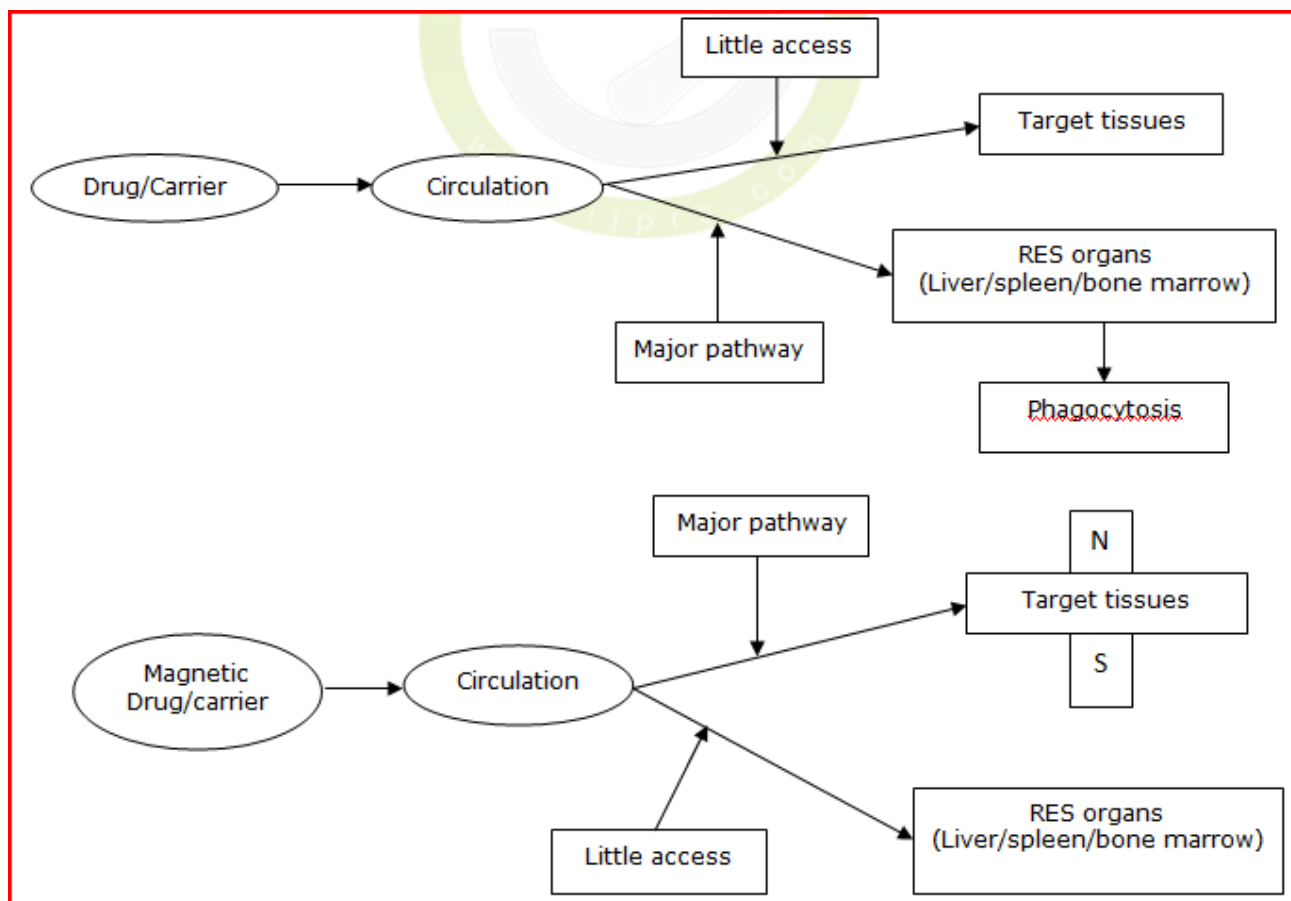 Little access
Target tissues
Drug/Carrier
Circulation
RES organs
(Liver/spleen/bone marrow)
Major pathway
Phagocytosis
Major pathway
N
Target tissues
S
Magnetic
Drug/carrier
Circulation
RES organs
(Liver/spleen/bone marrow)
Little access